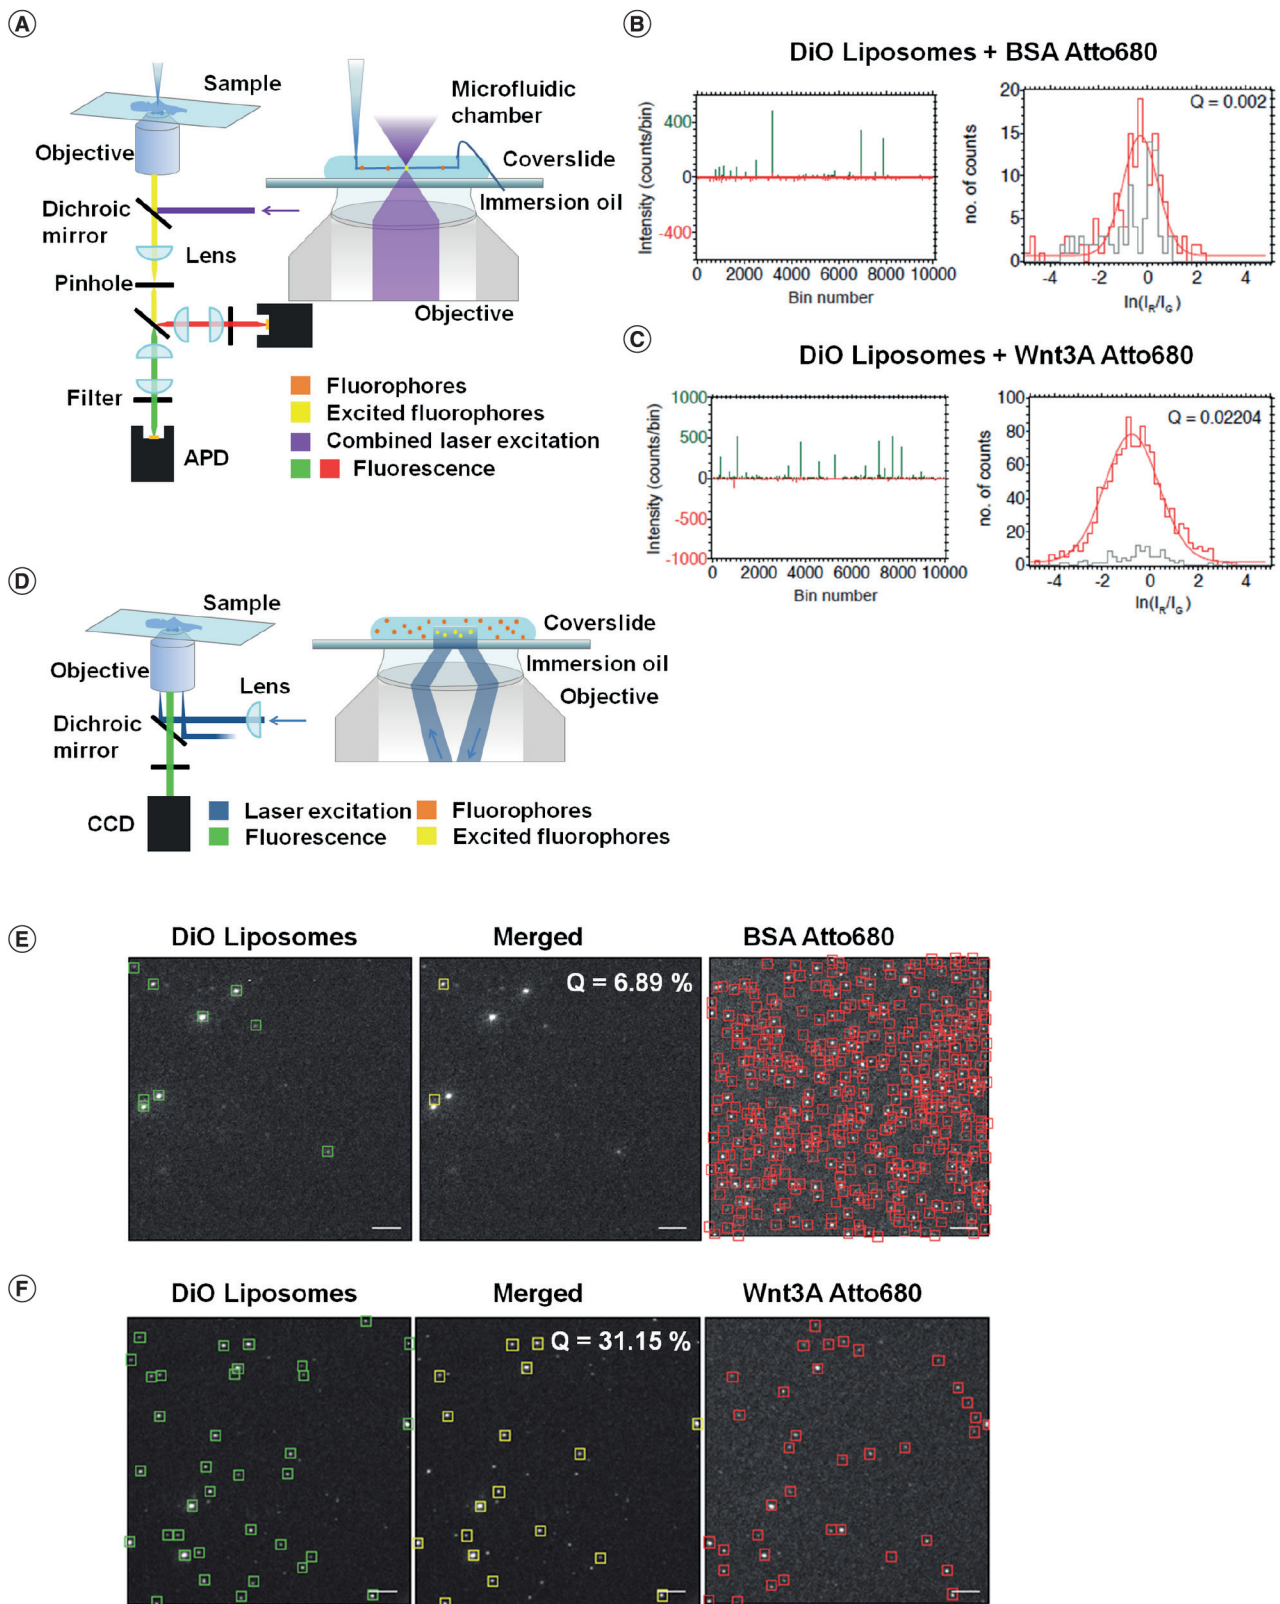 A
Sample
Microfluidic
chamber
Objective
Coverslide
Immersion oil
Dichroic
mirror
Lens
Pinhole
Objective
Filter
APD
Fluorophores
Excited fluorophores
Combined laser excitation
Fluorescence
B
DiO Liposomes + BSA Atto680
Intensity (counts/bin)
400
0
-400
0 2000 4000 6000 8000 10000
Bin number
no. of counts
20
15
10
5
0
Q = 0.002
-4 -2 0 2 4
ln(I_R/I_G)
C
DiO Liposomes + Wnt3A Atto680
Intensity (counts/bin)
1000
500
0
-500
-1000
0 2000 4000 6000 8000 10000
Bin number
no. of counts
100
80
60
40
20
0
Q = 0.02204
-4 -2 0 2 4
ln(I_R/I_G)
D
Sample
Coverslide
Objective
Immersion oil
Lens
Objective
Dichroic
mirror
CCD
Laser excitation
Fluorophores
Fluorescence
Excited fluorophores
E
DiO Liposomes
Merged
BSA Atto680
Q = 6.89 %
F
DiO Liposomes
Merged
Wnt3A Atto680
Q = 31.15 %